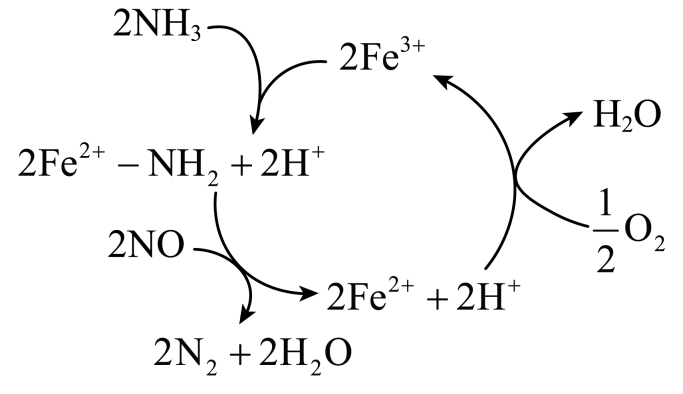 2NH₃
2Fe³⁺
H₂O
2Fe²⁺ − NH₂ + 2H⁺
1/2 O₂
2NO
2Fe²⁺ + 2H⁺
2N₂ + 2H₂O